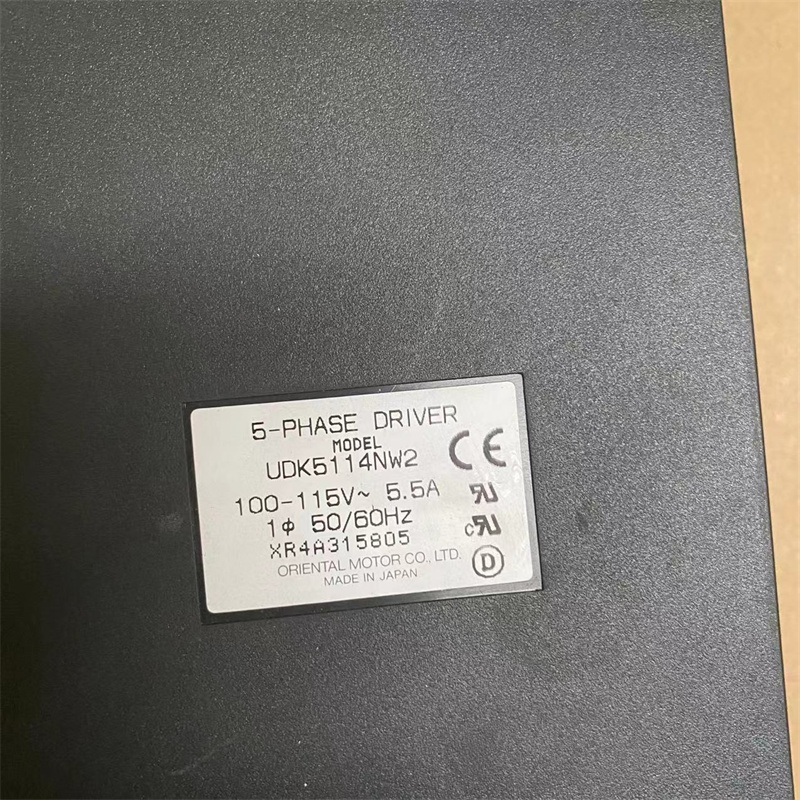 5-PHASE DRIVER
MODEL
UDK5114NW2
CE
100-115V~ 5.5A
1Φ 50/60Hz
XR4A315805
ORIENTAL MOTOR CO., LTD.
MADE IN JAPAN
D